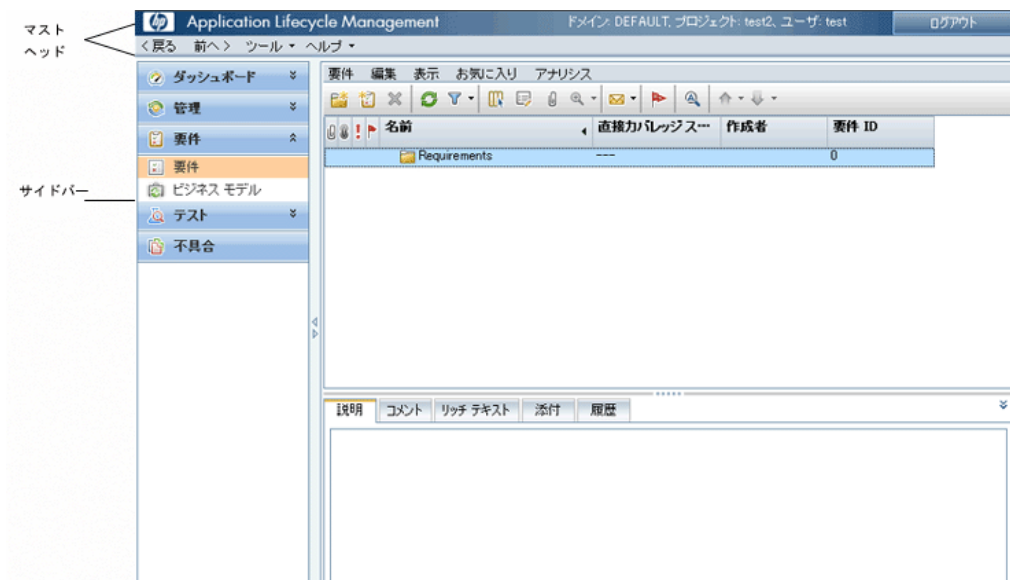 マスト
ヘッド
サイドバー
hp Application Lifecycle Management ドメイン: DEFAULT, プロジェクト: test2, ユーザ: test ログアウト
<戻る 前へ> ツール ヘルプ
ダッシュボード
管理
要件
要件
ビジネス モデル
テスト
不具合
要件 編集 表示 お気に入り アナリシス
名前 直接カバレッジ ス... 作成者 要件 ID
Requirements --- 0
説明 コメント リッチ テキスト 添付 履歴